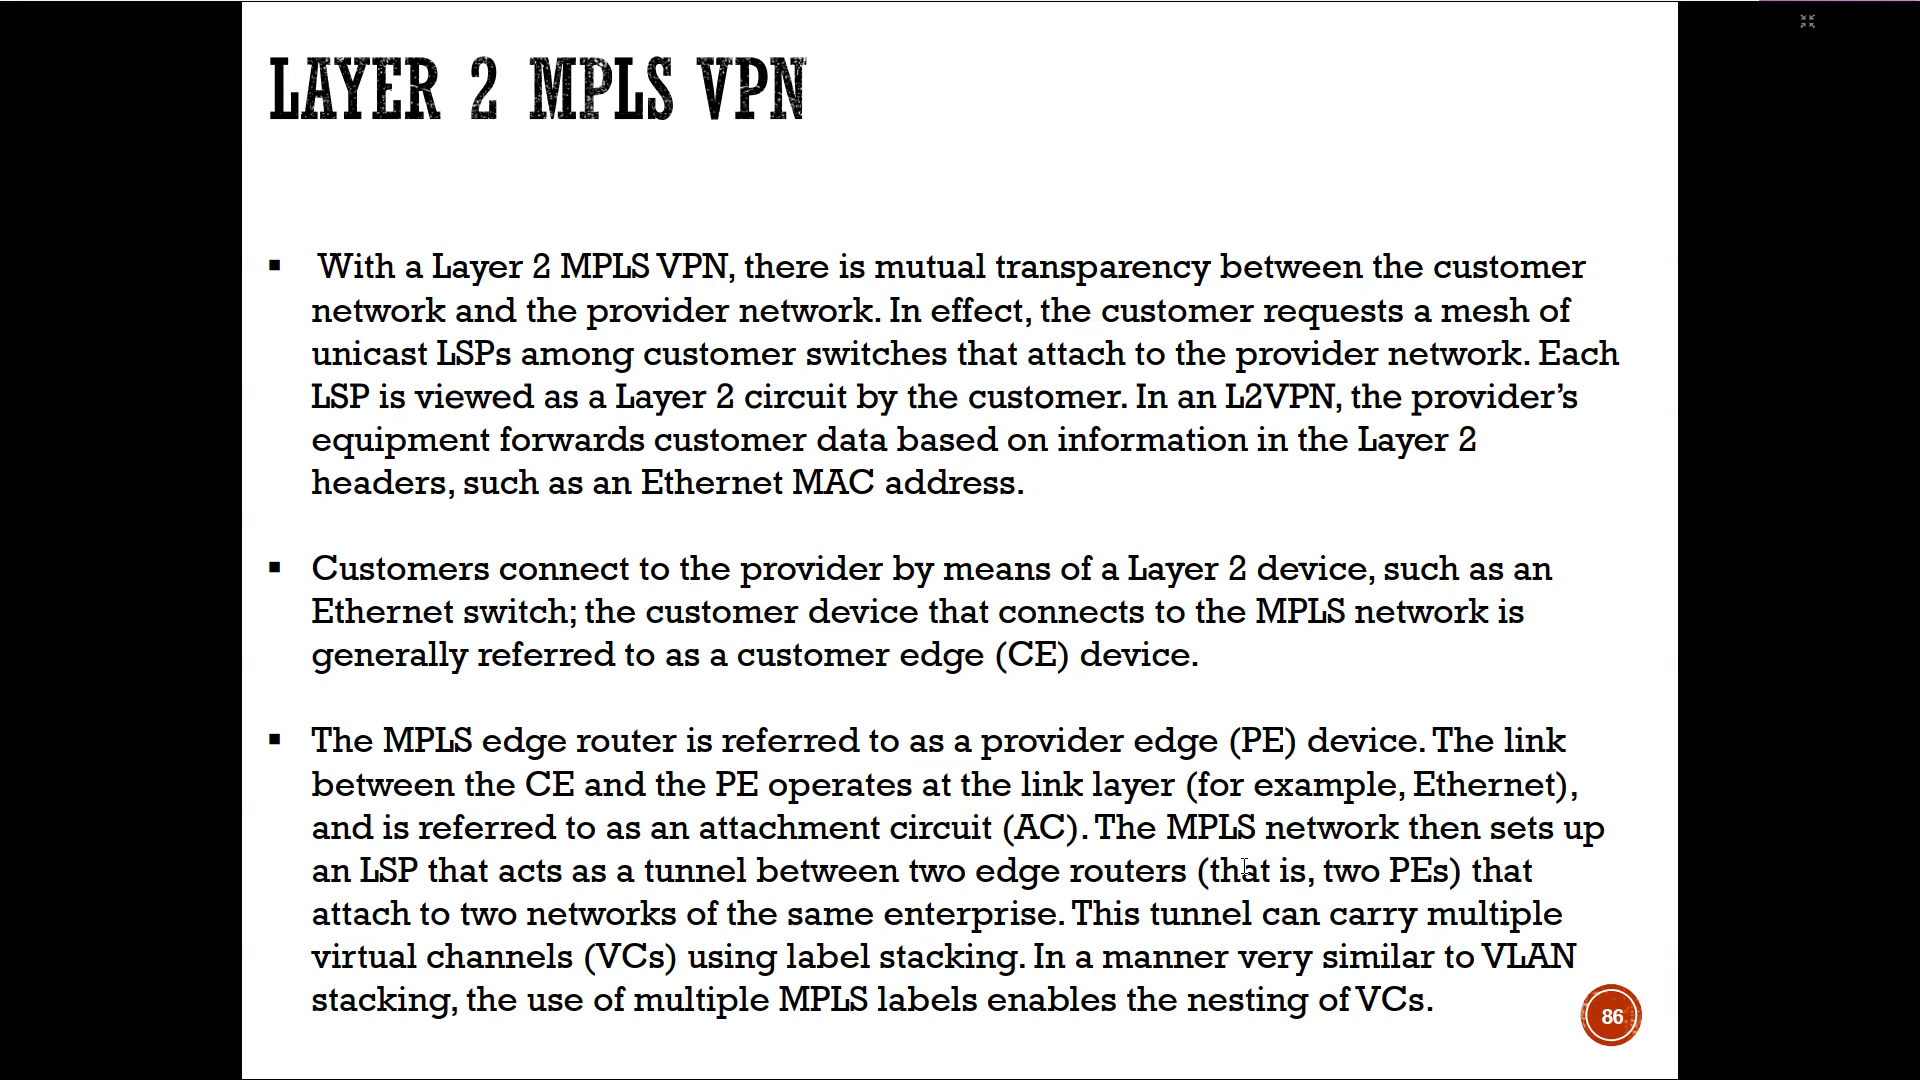 LAYER 2 MPLS VPN
▪ With a Layer 2 MPLS VPN, there is mutual transparency between the customer
network and the provider network. In effect, the customer requests a mesh of
unicast LSPs among customer switches that attach to the provider network. Each
LSP is viewed as a Layer 2 circuit by the customer. In an L2VPN, the provider’s
equipment forwards customer data based on information in the Layer 2
headers, such as an Ethernet MAC address.
▪ Customers connect to the provider by means of a Layer 2 device, such as an
Ethernet switch; the customer device that connects to the MPLS network is
generally referred to as a customer edge (CE) device.
▪ The MPLS edge router is referred to as a provider edge (PE) device. The link
between the CE and the PE operates at the link layer (for example, Ethernet),
and is referred to as an attachment circuit (AC). The MPLS network then sets up
an LSP that acts as a tunnel between two edge routers (that is, two PEs) that
attach to two networks of the same enterprise. This tunnel can carry multiple
virtual channels (VCs) using label stacking. In a manner very similar to VLAN
stacking, the use of multiple MPLS labels enables the nesting of VCs.
86